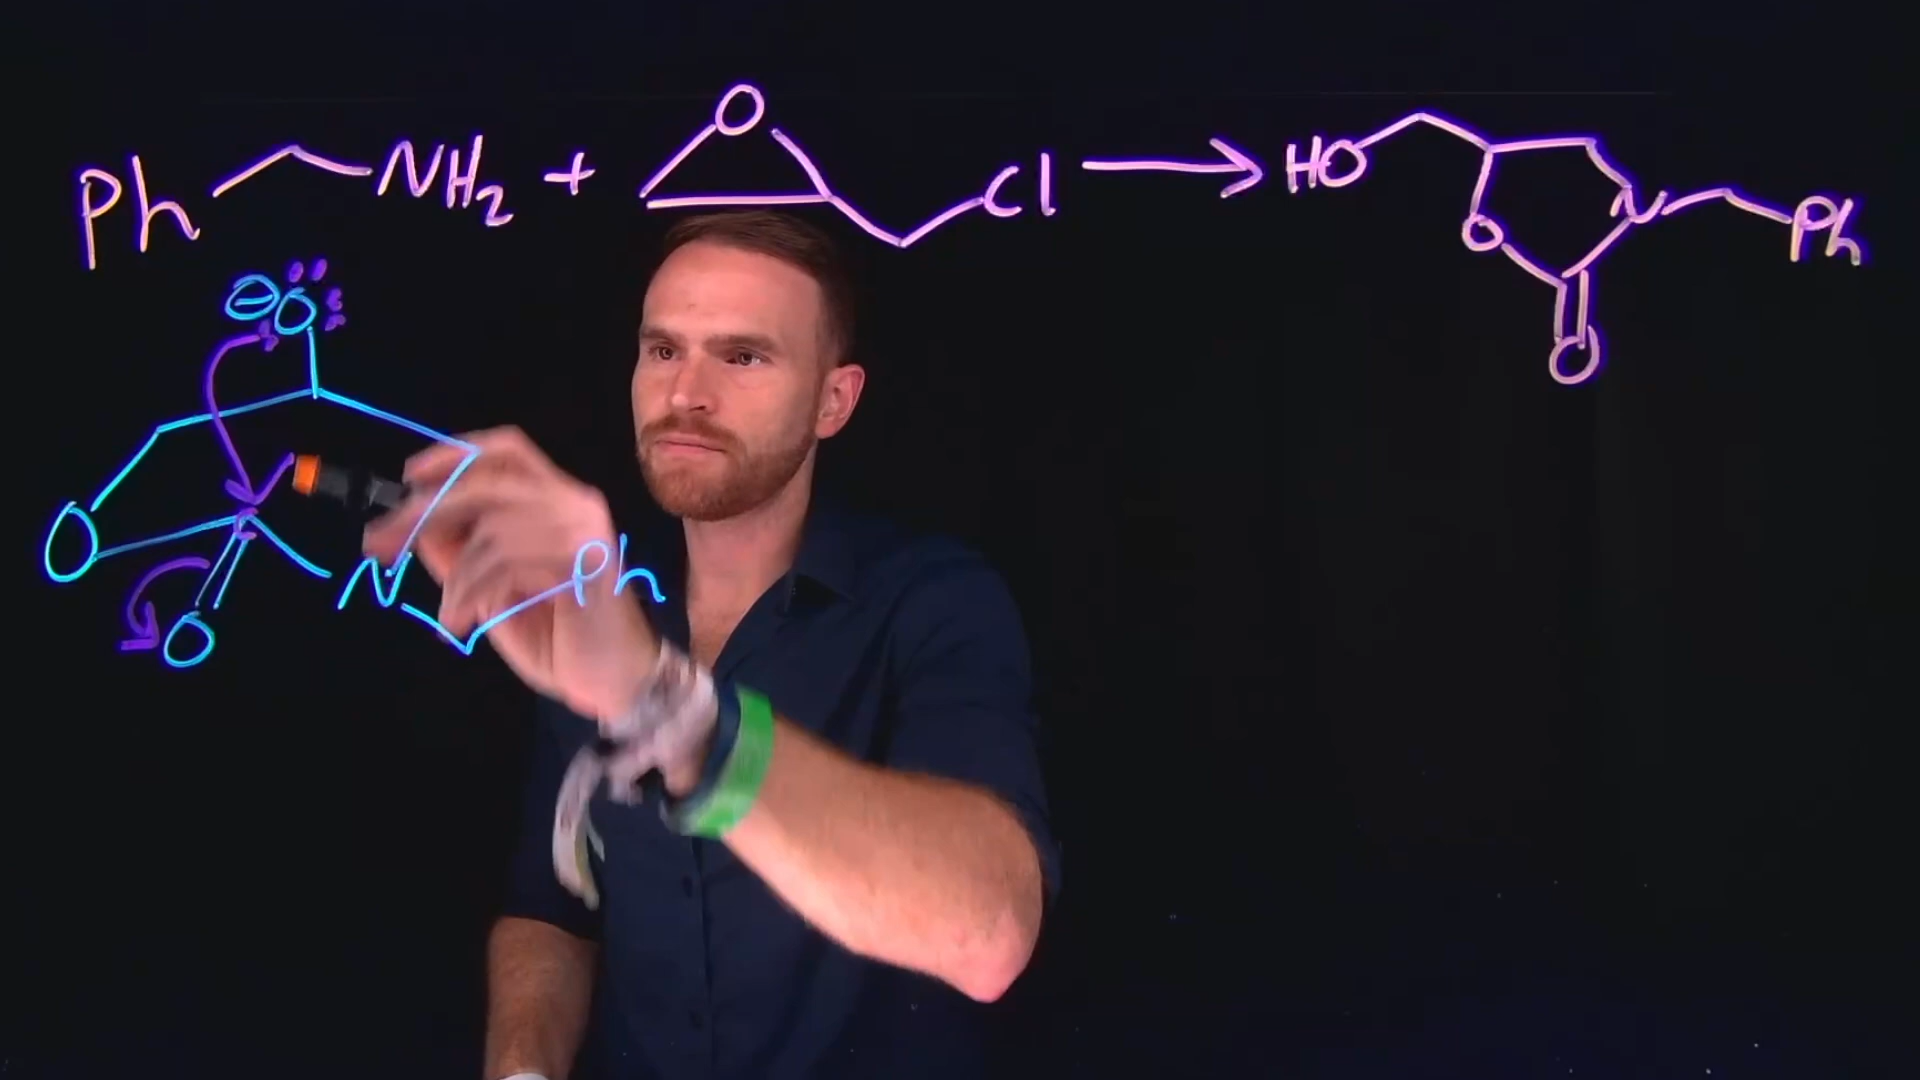 Ph NH2 + O Cl → HO O N Ph O
⊖ O
O N Ph
O